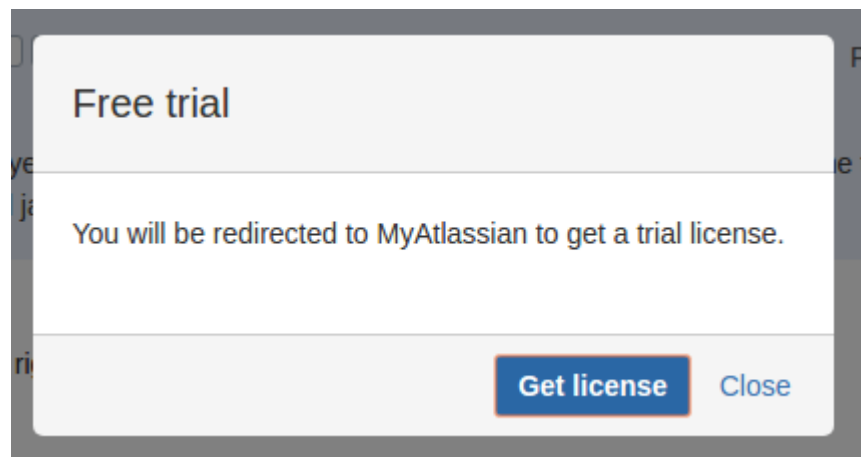 Free trial
You will be redirected to MyAtlassian to get a trial license.
Get license
Close